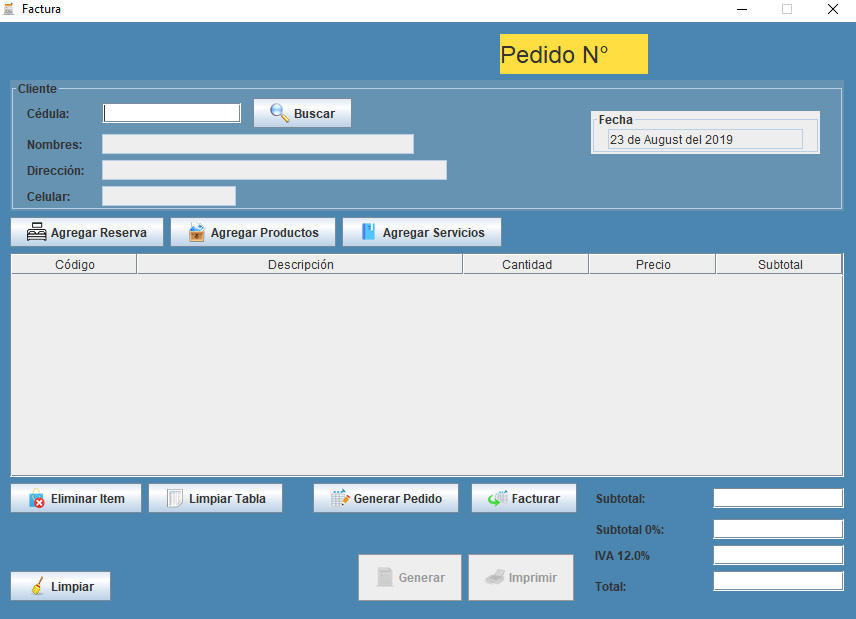 Factura
Pedido N°
Cliente
Cédula:
Buscar
Fecha
23 de August del 2019
Nombres:
Dirección:
Celular:
Agregar Reserva
Agregar Productos
Agregar Servicios
Código
Descripción
Cantidad
Precio
Subtotal
Eliminar Item
Limpiar Tabla
Generar Pedido
Facturar
Subtotal:
Subtotal 0%:
IVA 12.0%
Total:
Limpiar
Generar
Imprimir